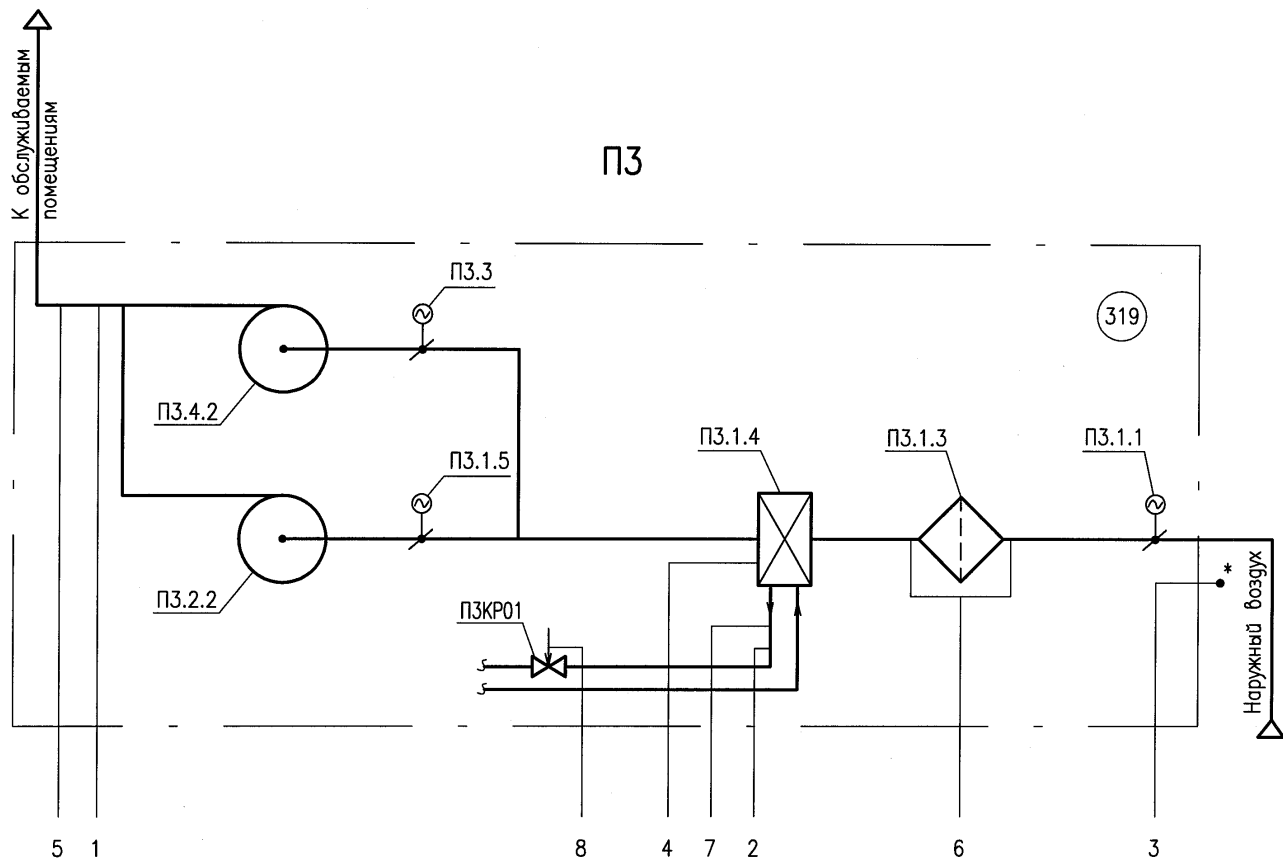 К обслуживаемым
помещениям
П3
П3.3
319
П3.4.2
П3.1.5
П3.1.4
П3.1.3
П3.1.1
П3.2.2
П3КР01
*
Наружный воздух
5 1 8 4 7 2 6 3